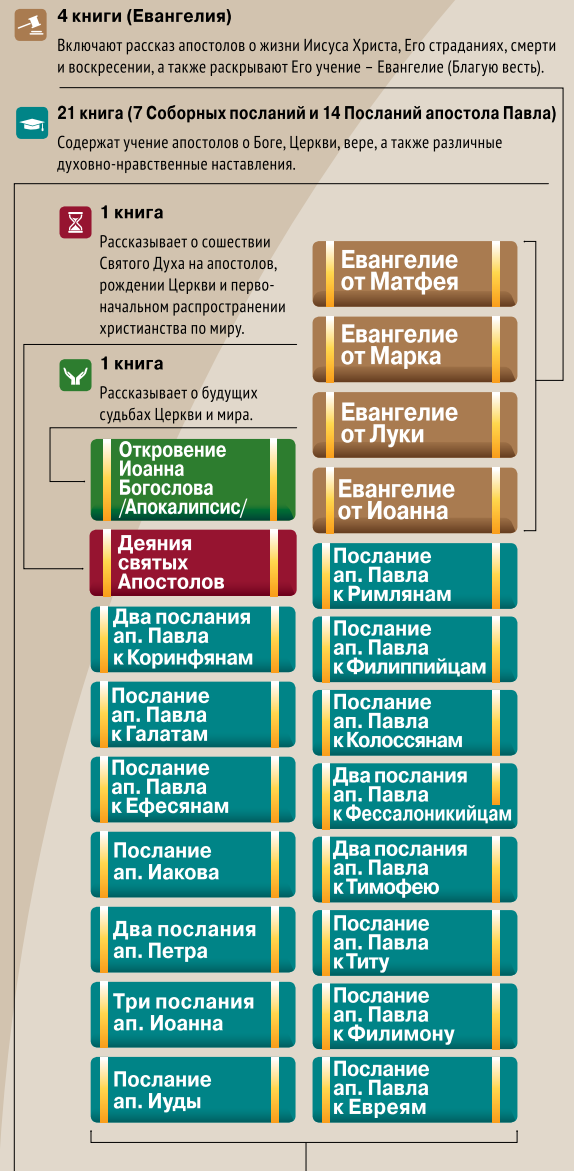 4 книги (Евангелия)
Включают рассказ апостолов о жизни Иисуса Христа, Его страданиях, смерти
и воскресении, а также раскрывают Его учение – Евангелие (Благую весть).
21 книга (7 Соборных посланий и 14 Посланий апостола Павла)
Содержат учение апостолов о Боге, Церкви, вере, а также различные
духовно-нравственные наставления.
1 книга
Рассказывает о сошествии
Святого Духа на апостолов,
рождении Церкви и перво-
начальном распространении
христианства по миру.
1 книга
Рассказывает о будущих
судьбах Церкви и мира.
Откровение
Иоанна
Богослова
/Апокалипсис/
Деяния
святых
Апостолов
Два послания
ап. Павла
к Коринфянам
Послание
ап. Павла
к Галатам
Послание
ап. Павла
к Ефесянам
Послание
ап. Иакова
Два послания
ап. Петра
Три послания
ап. Иоанна
Послание
ап. Иуды
Евангелие
от Матфея
Евангелие
от Марка
Евангелие
от Луки
Евангелие
от Иоанна
Послание
ап. Павла
к Римлянам
Послание
ап. Павла
к Филиппийцам
Послание
ап. Павла
к Колоссянам
Два послания
ап. Павла
к Фессалоникийцам
Два послания
ап. Павла
к Тимофею
Послание
ап. Павла
к Титу
Послание
ап. Павла
к Филимону
Послание
ап. Павла
к Евреям